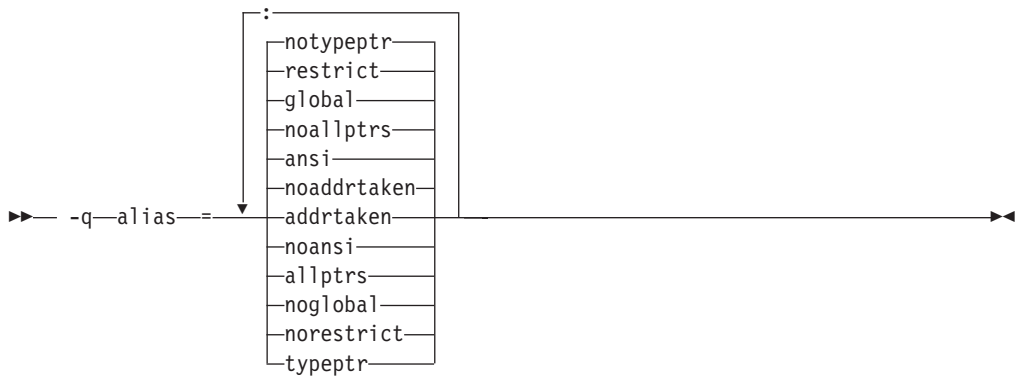 :
notypeptr
restrict
global
noallptrs
ansi
noaddrtaken
-q alias = addrtaken
noansi
allptrs
noglobal
norestrict
typeptr